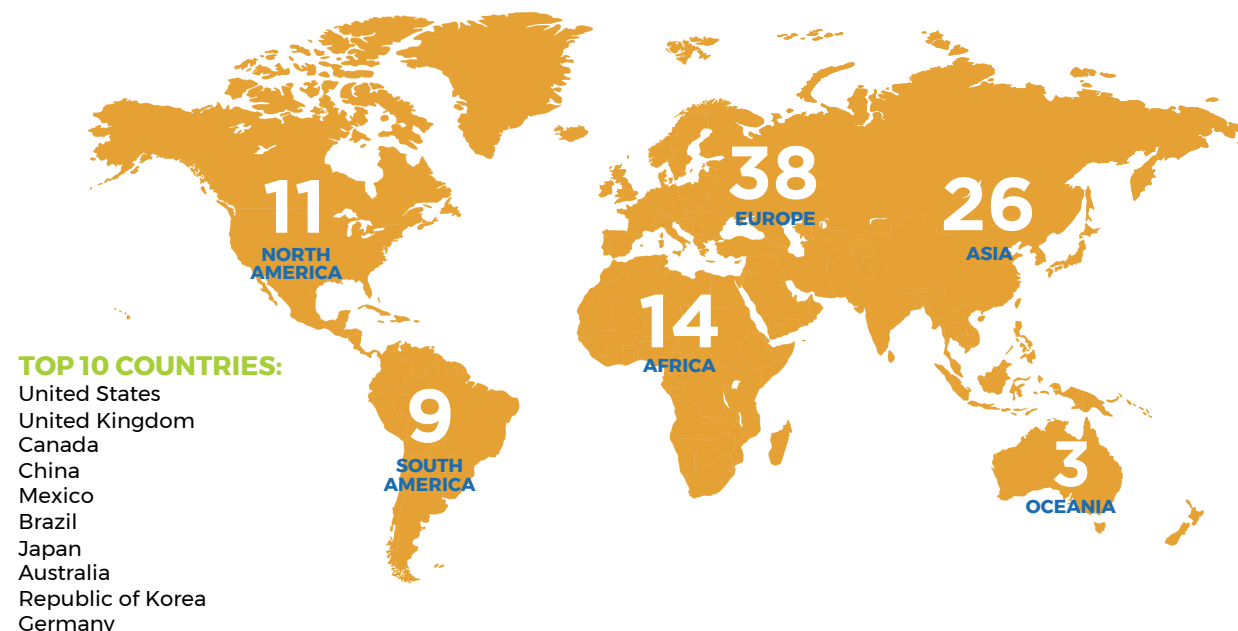 38
EUROPE
11
NORTH
AMERICA
26
ASIA
14
AFRICA
TOP 10 COUNTRIES:
United States
United Kingdom
Canada
China
Mexico
Brazil
Japan
Australia
Republic of Korea
Germany
9
SOUTH
AMERICA
3
OCEANIA